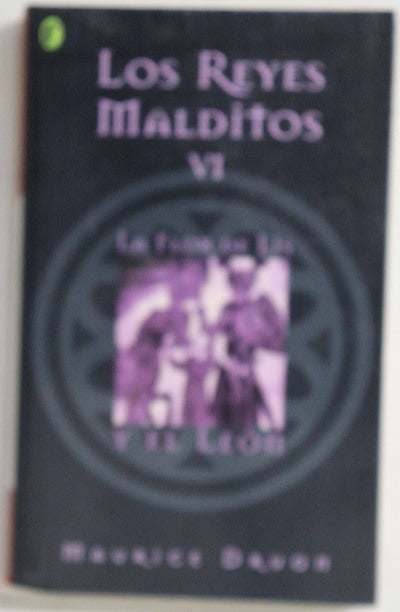 Los Reyes
Malditos
VI
La Flor de Lis
y el León
Maurice Druon